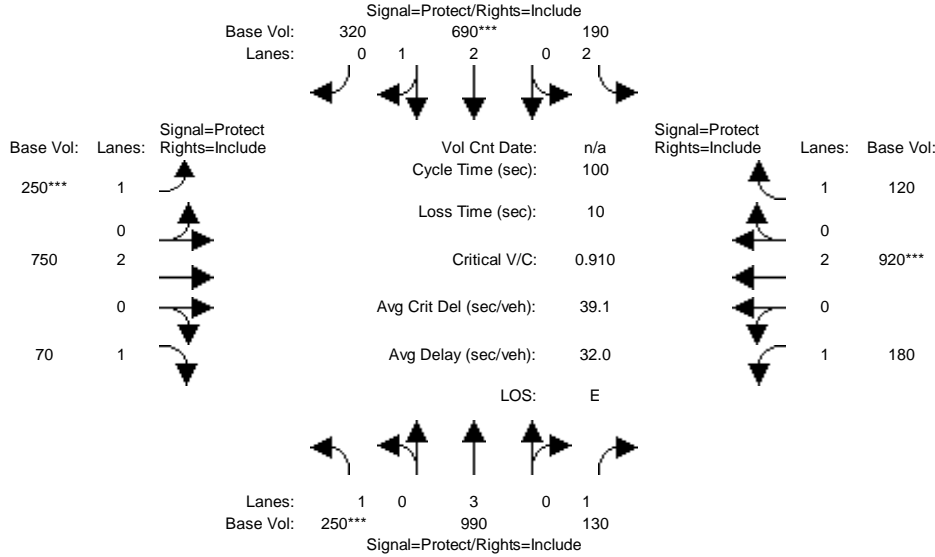 Signal=Protect/Rights=Include
Base Vol: 320 690*** 190
Lanes: 0 1 2 0 2
Signal=Protect
Base Vol: Lanes: Rights=Include
Vol Cnt Date: n/a
Signal=Protect
Rights=Include Lanes: Base Vol:
Cycle Time (sec): 100
250*** 1
1 120
Loss Time (sec): 10
0
0
750 2
Critical V/C: 0.910
2 920***
0
Avg Crit Del (sec/veh): 39.1
0
70 1
Avg Delay (sec/veh): 32.0
1 180
LOS: E
Lanes: 1 0 3 0 1
Base Vol: 250*** 990 130
Signal=Protect/Rights=Include